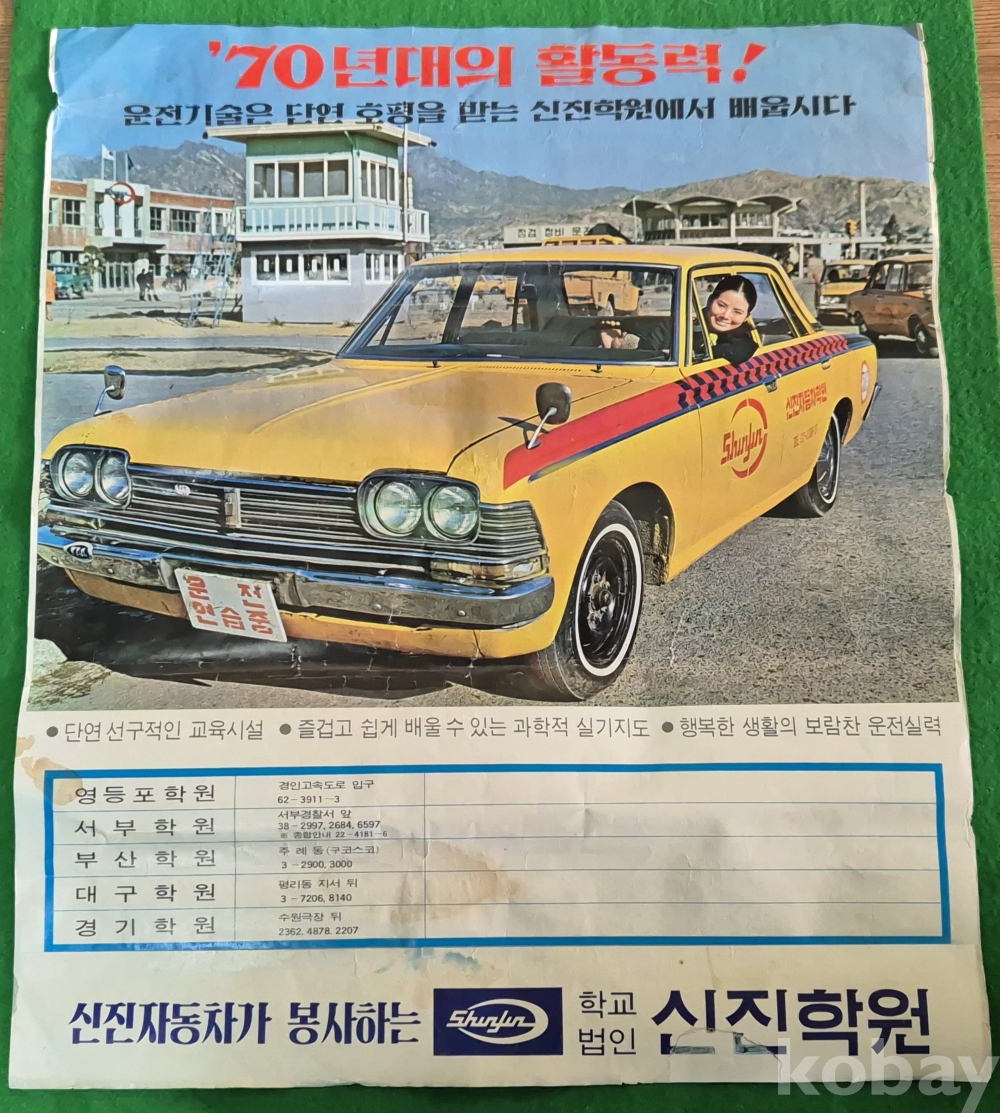 '70년대의 활동력!
운전기술은 단연 호평을 받는 신진학원에서 배웁시다
점검 정비
Shinjin
신진자동차학원
운전
연습중
● 단연 선구적인 교육시설 ● 즐겁고 쉽게 배울 수 있는 과학적 실기지도 ● 행복한 생활의 보람찬 운전실력
영등포학원 경인고속도로 입구
62-3911-3
서부학원 서부경찰서 앞
38-2997, 2684, 6597
※ 종합안내 22-4181-6
부산학원 주례동(구코스코)
3-2900, 3000
대구학원 평리동 지서 뒤
3-7206, 8140
경기학원 수원극장 뒤
2362. 4878. 2207
신진자동차가 봉사하는 Shinjin 학교법인 신진학원
kobay